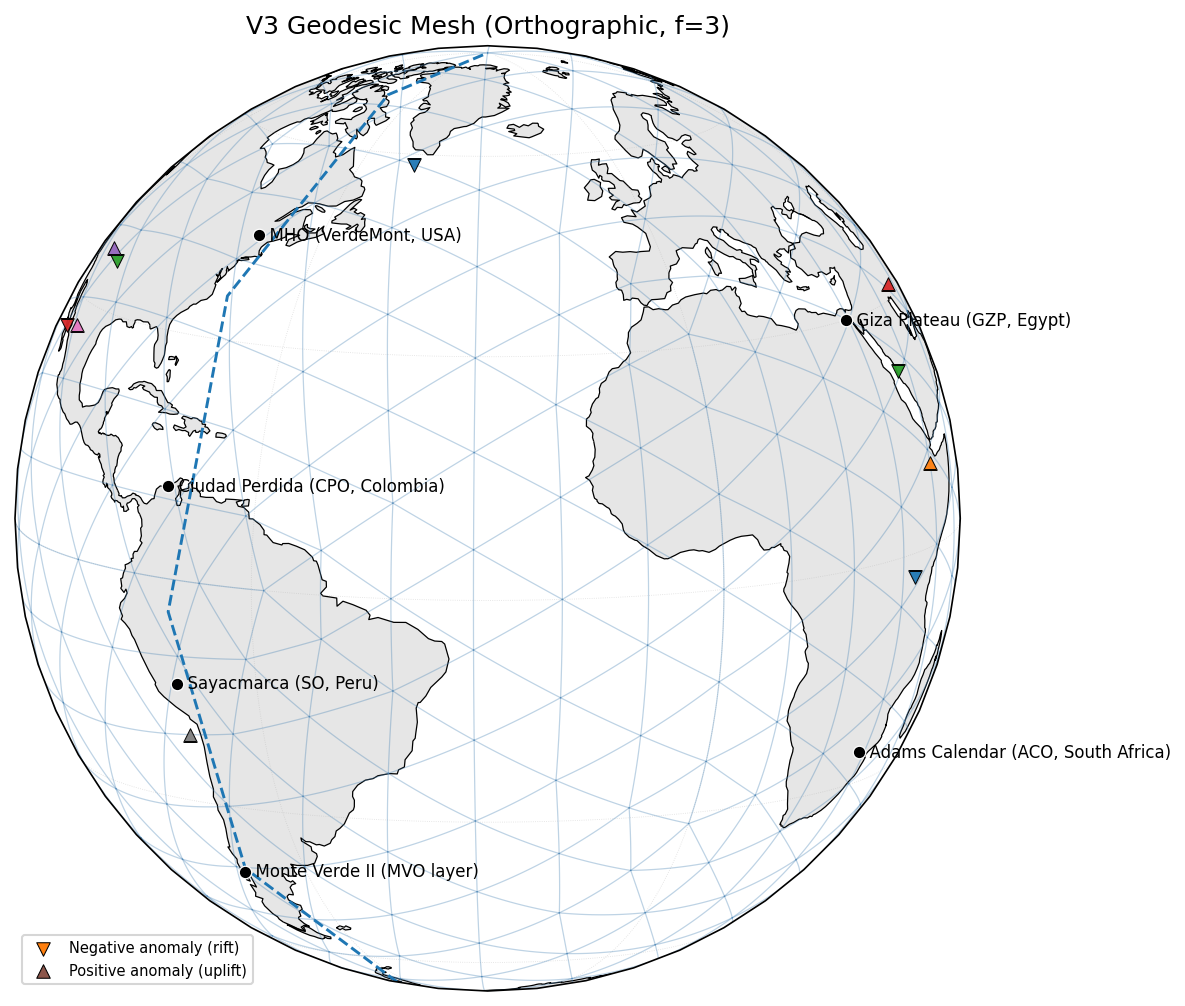 V3 Geodesic Mesh (Orthographic, f=3)
MHO (VerdeMont, USA)
Giza Plateau (GZP, Egypt)
Ciudad Perdida (CPO, Colombia)
Sayacmarca (SO, Peru)
Adams Calendar (ACO, South Africa)
Monte Verde II (MVO layer)
Negative anomaly (rift)
Positive anomaly (uplift)